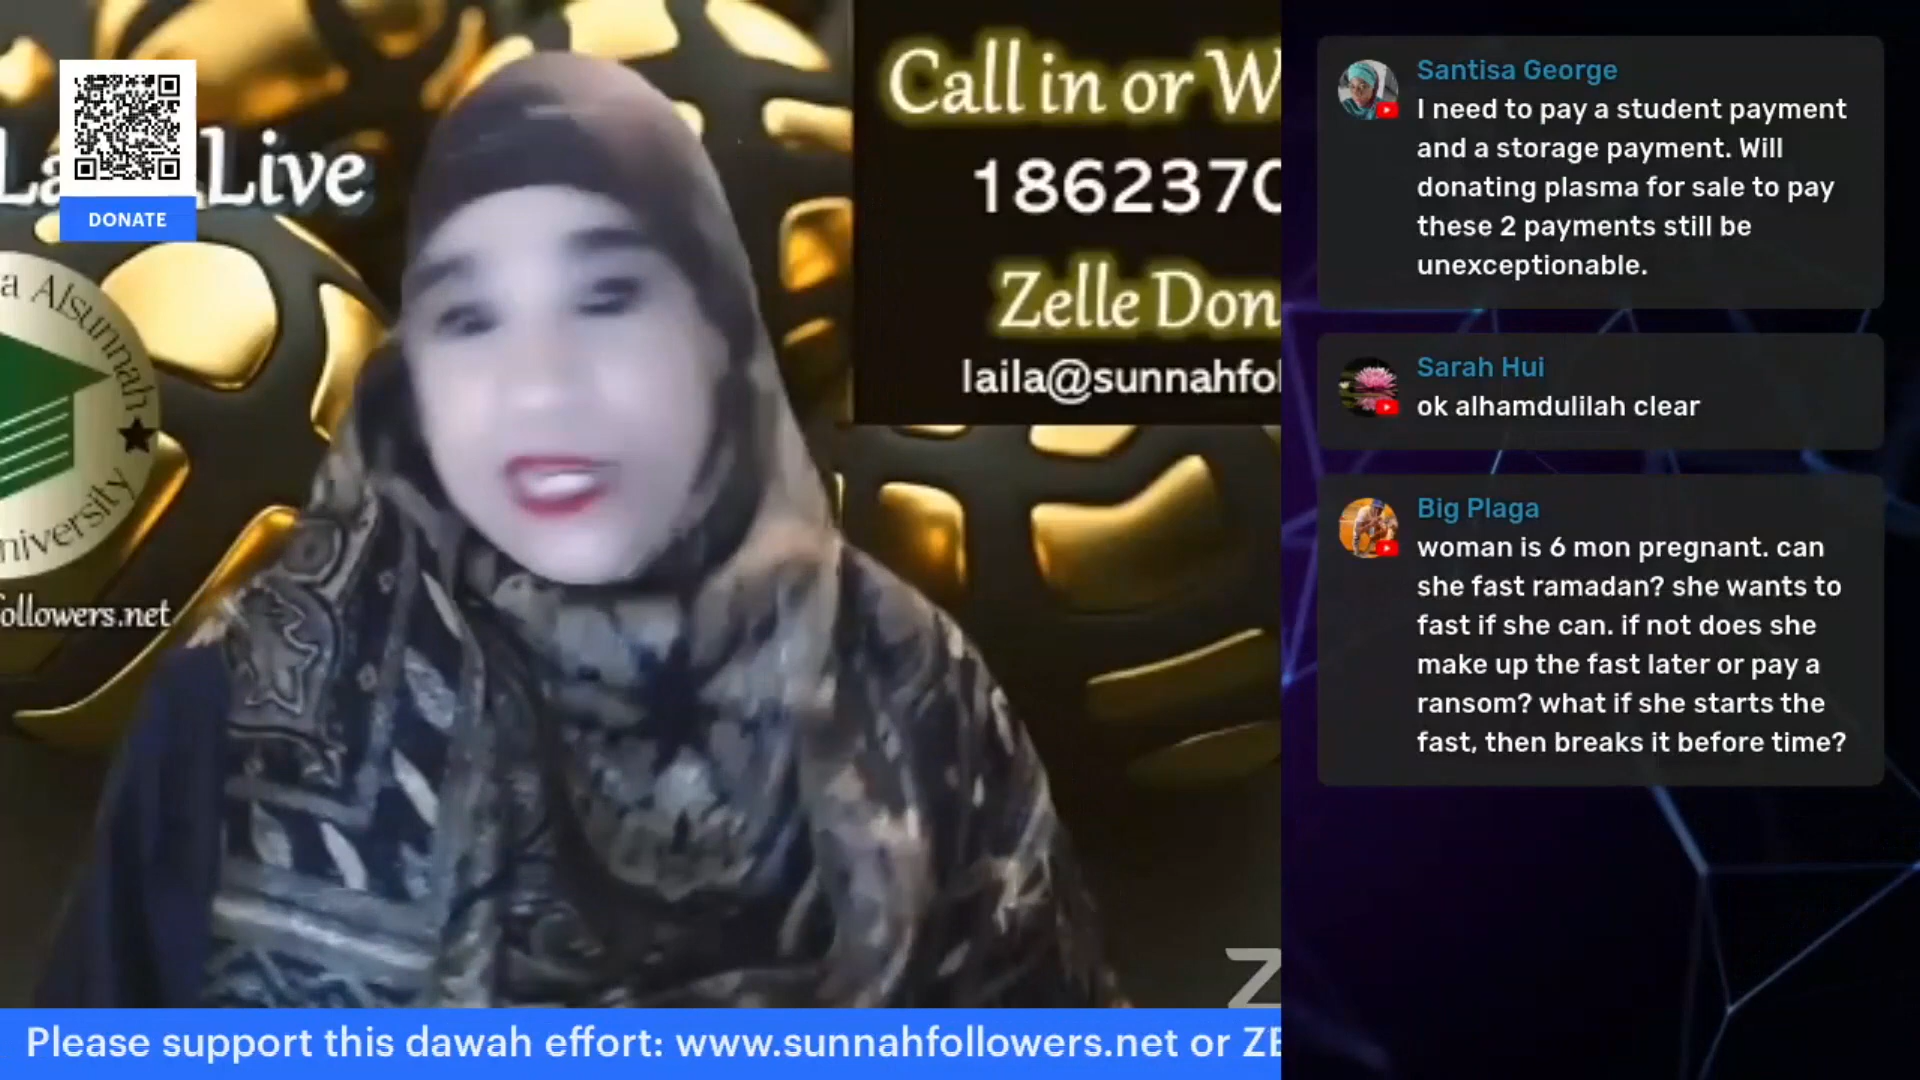 DONATE
Live
a Alsunnah
niversity
followers.net
Call in or W
1862370
Zelle Don
laila@sunnahfol
Santisa George
I need to pay a student payment
and a storage payment. Will
donating plasma for sale to pay
these 2 payments still be
unexceptionable.
Sarah Hui
ok alhamdulilah clear
Big Plaga
woman is 6 mon pregnant. can
she fast ramadan? she wants to
fast if she can. if not does she
make up the fast later or pay a
ransom? what if she starts the
fast, then breaks it before time?
Please support this dawah effort: www.sunnahfollowers.net or ZE